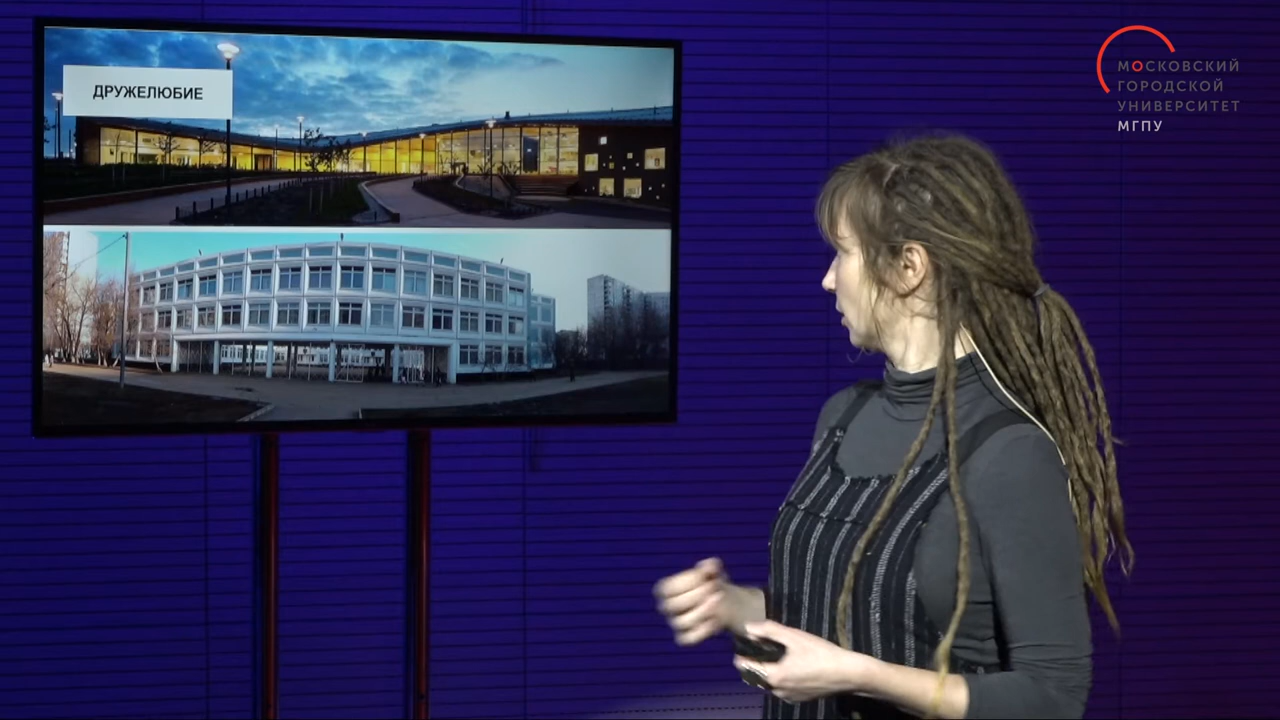 ДРУЖЕЛЮБИЕ
МОСКОВСКИЙ
ГОРОДСКОЙ
УНИВЕРСИТЕТ
МГПУ